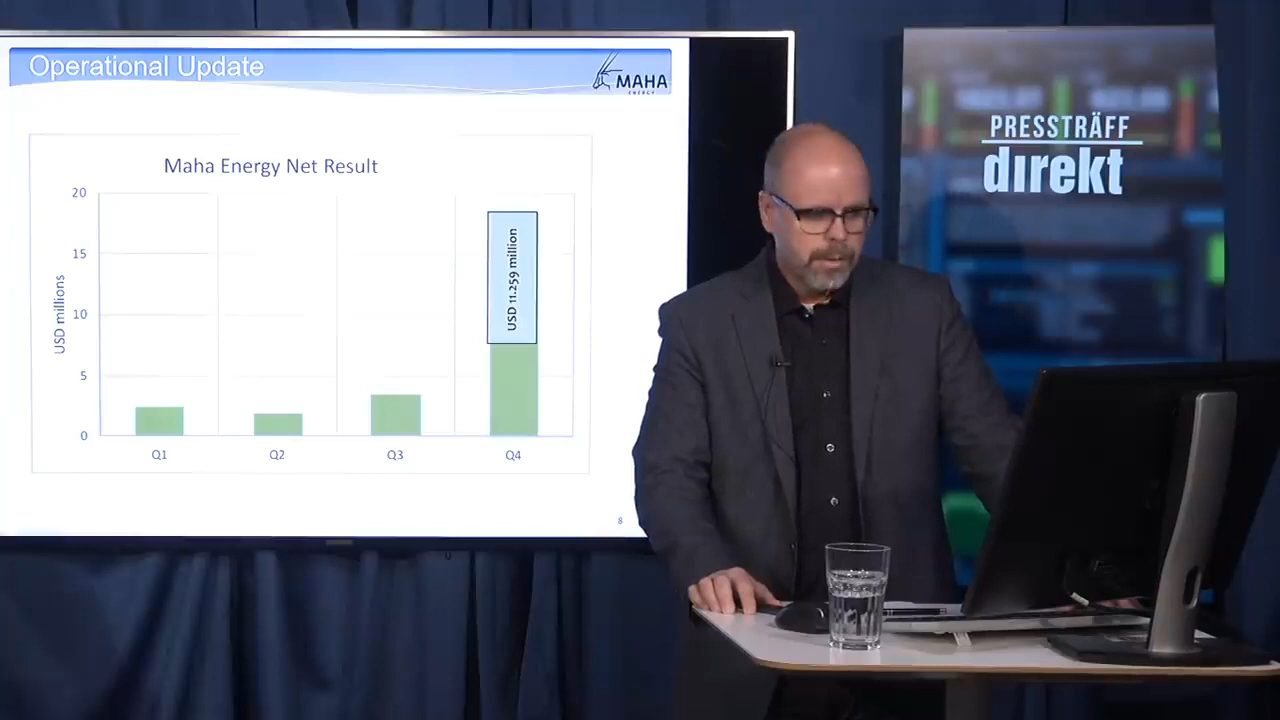 Operational Update
MAHA
ENERGY
Maha Energy Net Result
USD millions
20
15
10
5
0
USD 11.259 million
Q1
Q2
Q3
Q4
8
PRESSTRÄFF
dırekt